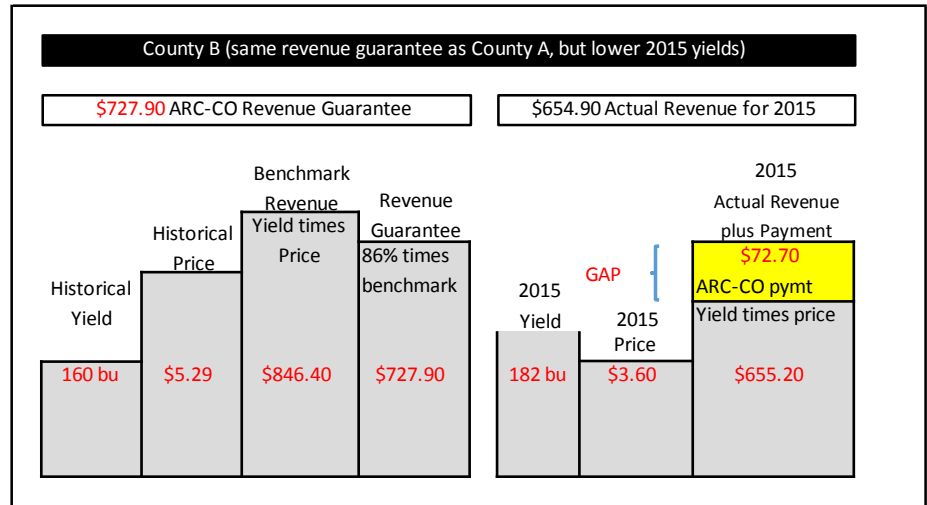 County B (same revenue guarantee as County A, but lower 2015 yields)
$727.90 ARC-CO Revenue Guarantee
$654.90 Actual Revenue for 2015
Historical
Yield
160 bu
Historical
Price
$5.29
Benchmark
Revenue
Yield times
Price
$846.40
Revenue
Guarantee
86% times
benchmark
$727.90
2015
Yield
182 bu
GAP
2015
Price
$3.60
2015
Actual Revenue
plus Payment
$72.70
ARC-CO pymt
Yield times price
$655.20